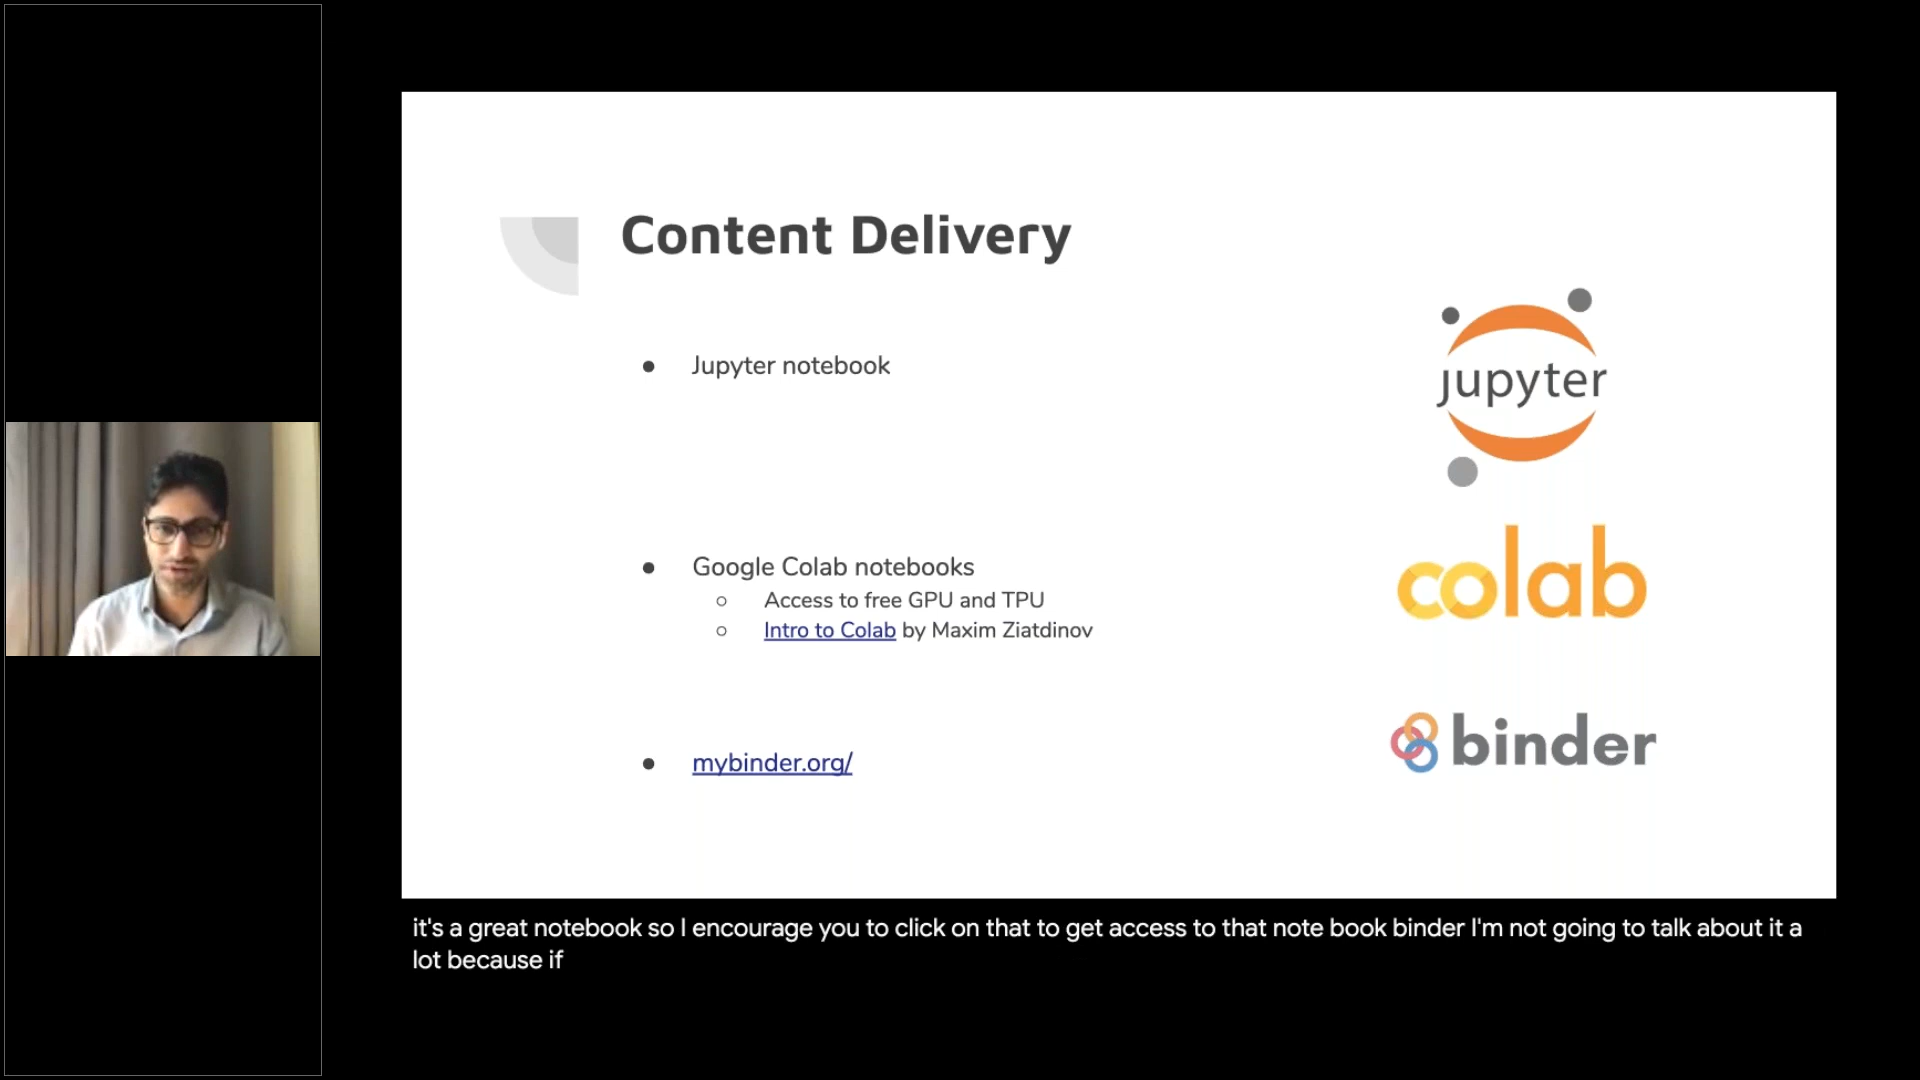 Content Delivery
● Jupyter notebook
jupyter
● Google Colab notebooks
○ Access to free GPU and TPU
○ Intro to Colab by Maxim Ziatdinov
colab
● mybinder.org/
binder
it's a great notebook so I encourage you to click on that to get access to that note book binder I'm not going to talk about it a
lot because if